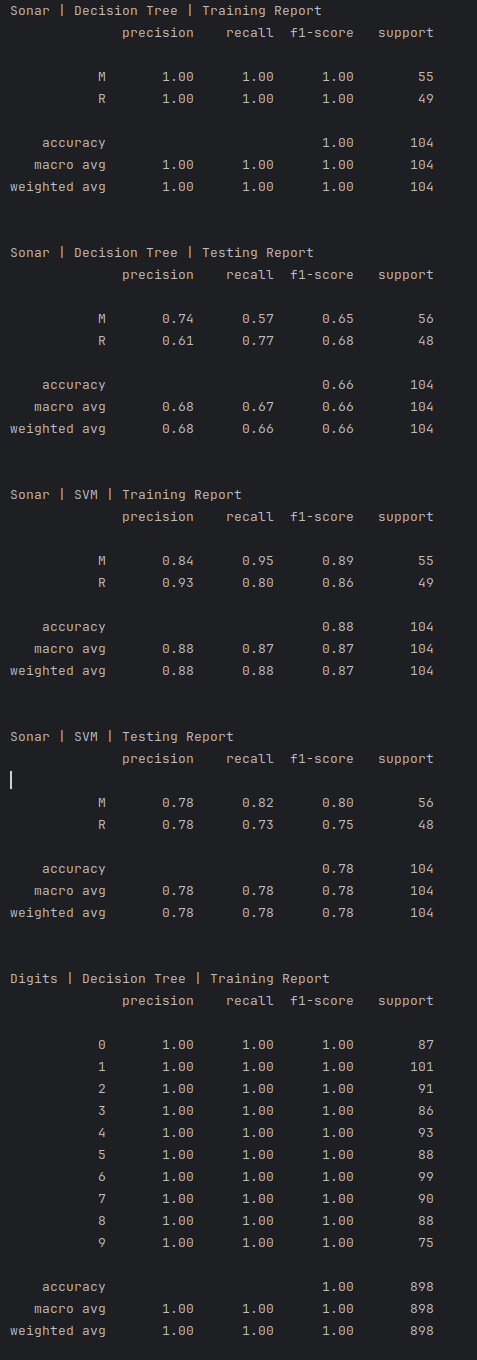 Sonar | Decision Tree | Training Report
precision recall f1-score support
M 1.00 1.00 1.00 55
R 1.00 1.00 1.00 49
accuracy 1.00 104
macro avg 1.00 1.00 1.00 104
weighted avg 1.00 1.00 1.00 104
Sonar | Decision Tree | Testing Report
precision recall f1-score support
M 0.74 0.57 0.65 56
R 0.61 0.77 0.68 48
accuracy 0.66 104
macro avg 0.68 0.67 0.66 104
weighted avg 0.68 0.66 0.66 104
Sonar | SVM | Training Report
precision recall f1-score support
M 0.84 0.95 0.89 55
R 0.93 0.80 0.86 49
accuracy 0.88 104
macro avg 0.88 0.87 0.87 104
weighted avg 0.88 0.88 0.87 104
Sonar | SVM | Testing Report
precision recall f1-score support
M 0.78 0.82 0.80 56
R 0.78 0.73 0.75 48
accuracy 0.78 104
macro avg 0.78 0.78 0.78 104
weighted avg 0.78 0.78 0.78 104
Digits | Decision Tree | Training Report
precision recall f1-score support
0 1.00 1.00 1.00 87
1 1.00 1.00 1.00 101
2 1.00 1.00 1.00 91
3 1.00 1.00 1.00 86
4 1.00 1.00 1.00 93
5 1.00 1.00 1.00 88
6 1.00 1.00 1.00 99
7 1.00 1.00 1.00 90
8 1.00 1.00 1.00 88
9 1.00 1.00 1.00 75
accuracy 1.00 898
macro avg 1.00 1.00 1.00 898
weighted avg 1.00 1.00 1.00 898